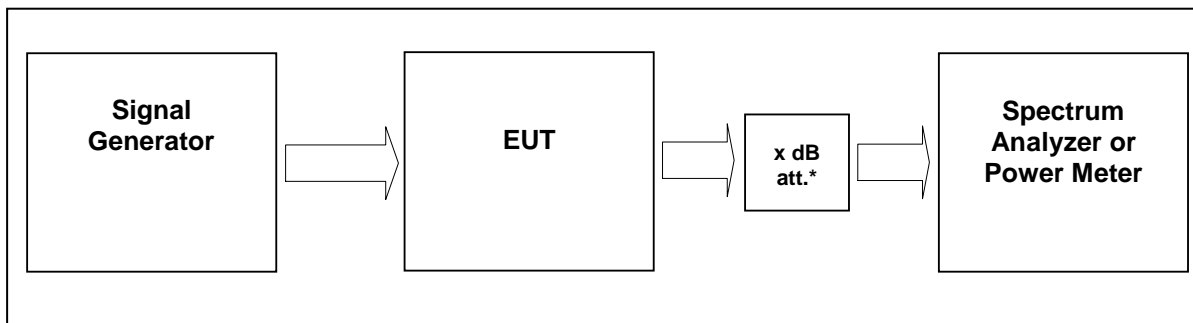 Signal
Generator
EUT
x dB
att.*
Spectrum
Analyzer or
Power Meter